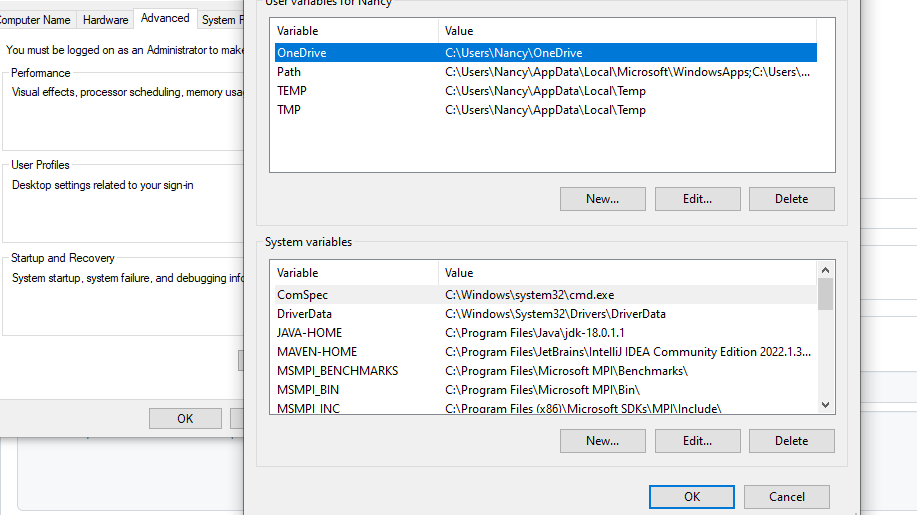 User variables for Nancy
Computer Name Hardware Advanced System P
You must be logged on as an Administrator to make
Performance
Visual effects, processor scheduling, memory usa
User Profiles
Desktop settings related to your sign-in
Startup and Recovery
System startup, system failure, and debugging info
OK
Variable Value
OneDrive C:\Users\Nancy\OneDrive
Path C:\Users\Nancy\AppData\Local\Microsoft\WindowsApps;C:\Users\...
TEMP C:\Users\Nancy\AppData\Local\Temp
TMP C:\Users\Nancy\AppData\Local\Temp
New... Edit... Delete
System variables
Variable Value
ComSpec C:\Windows\system32\cmd.exe
DriverData C:\Windows\System32\Drivers\DriverData
JAVA-HOME C:\Program Files\Java\jdk-18.0.1.1
MAVEN-HOME C:\Program Files\JetBrains\IntelliJ IDEA Community Edition 2022.1.3...
MSMPI_BENCHMARKS C:\Program Files\Microsoft MPI\Benchmarks\
MSMPI_BIN C:\Program Files\Microsoft MPI\Bin\
MSMPI_INC C:\Program Files (x86)\Microsoft SDKs\MPI\Include\
New... Edit... Delete
OK Cancel